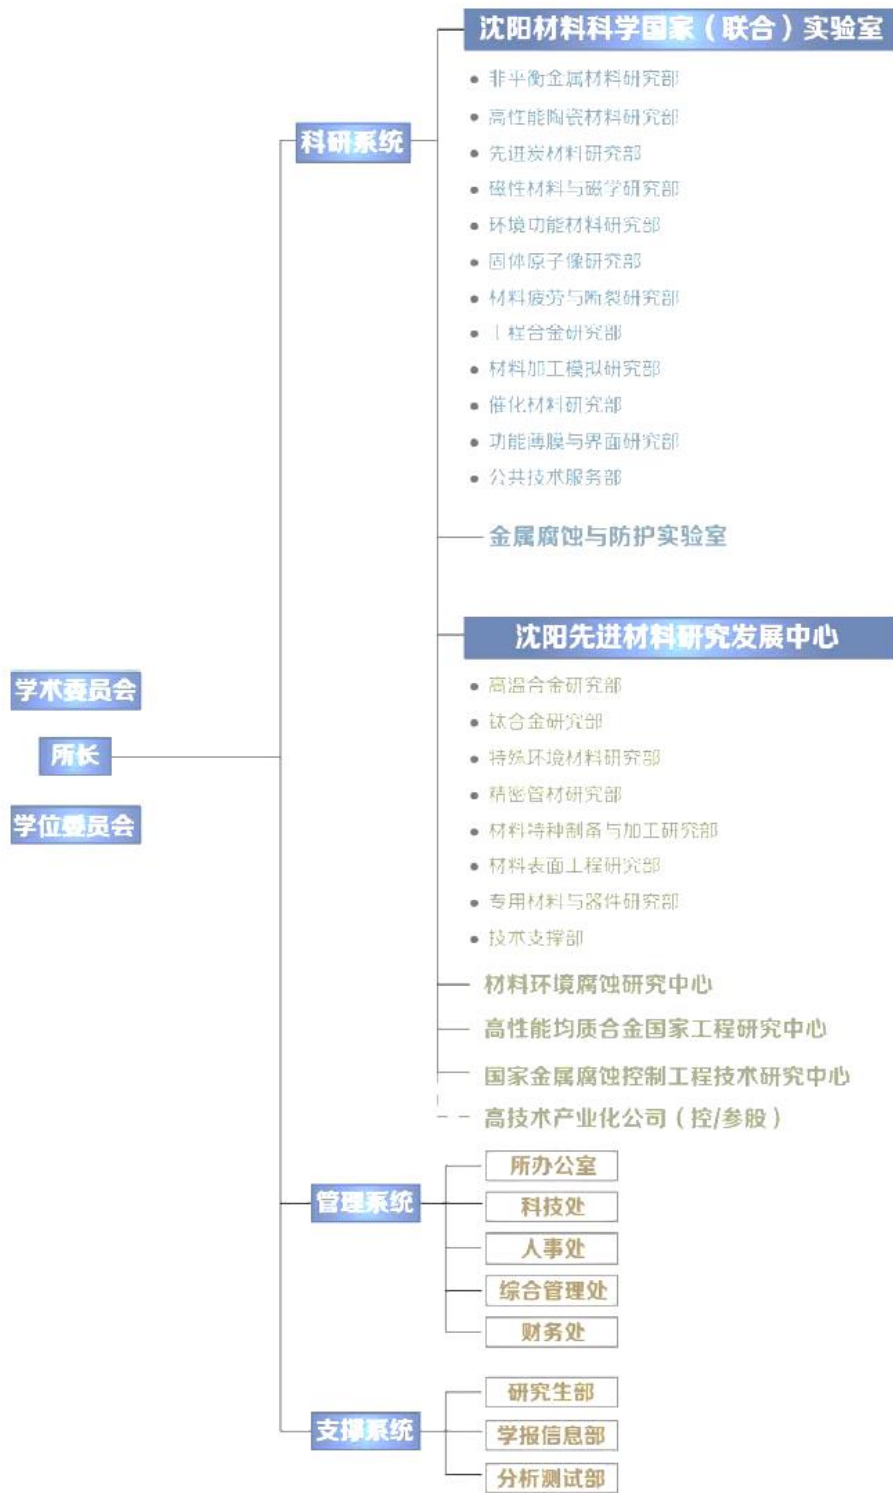 沈阳材料科学国家（联合）实验室
非平衡金属材料研究部
高性能陶瓷材料研究部
科研系统
先进炭材料研究部
磁性材料与磁学研究部
环境功能材料研究部
固体原子像研究部
材料疲劳与断裂研究部
工程合金研究部
材料加工模拟研究部
催化材料研究部
功能薄膜与界面研究部
公共技术服务部
金属腐蚀与防护实验室
沈阳先进材料研究发展中心
学术委员会
所长
学位委员会
高温合金研究部
钛合金研究部
特殊环境材料研究部
精密管材研究部
材料特种制备与加工研究部
材料表面工程研究部
专用材料与器件研究部
技术支撑部
材料环境腐蚀研究中心
高性能均质合金国家工程研究中心
国家金属腐蚀控制工程技术研究中心
高技术产业化公司（控/参股）
管理系统
所办公室
科技处
人事处
综合管理处
财务处
支撑系统
研究生部
学报信息部
分析测试部